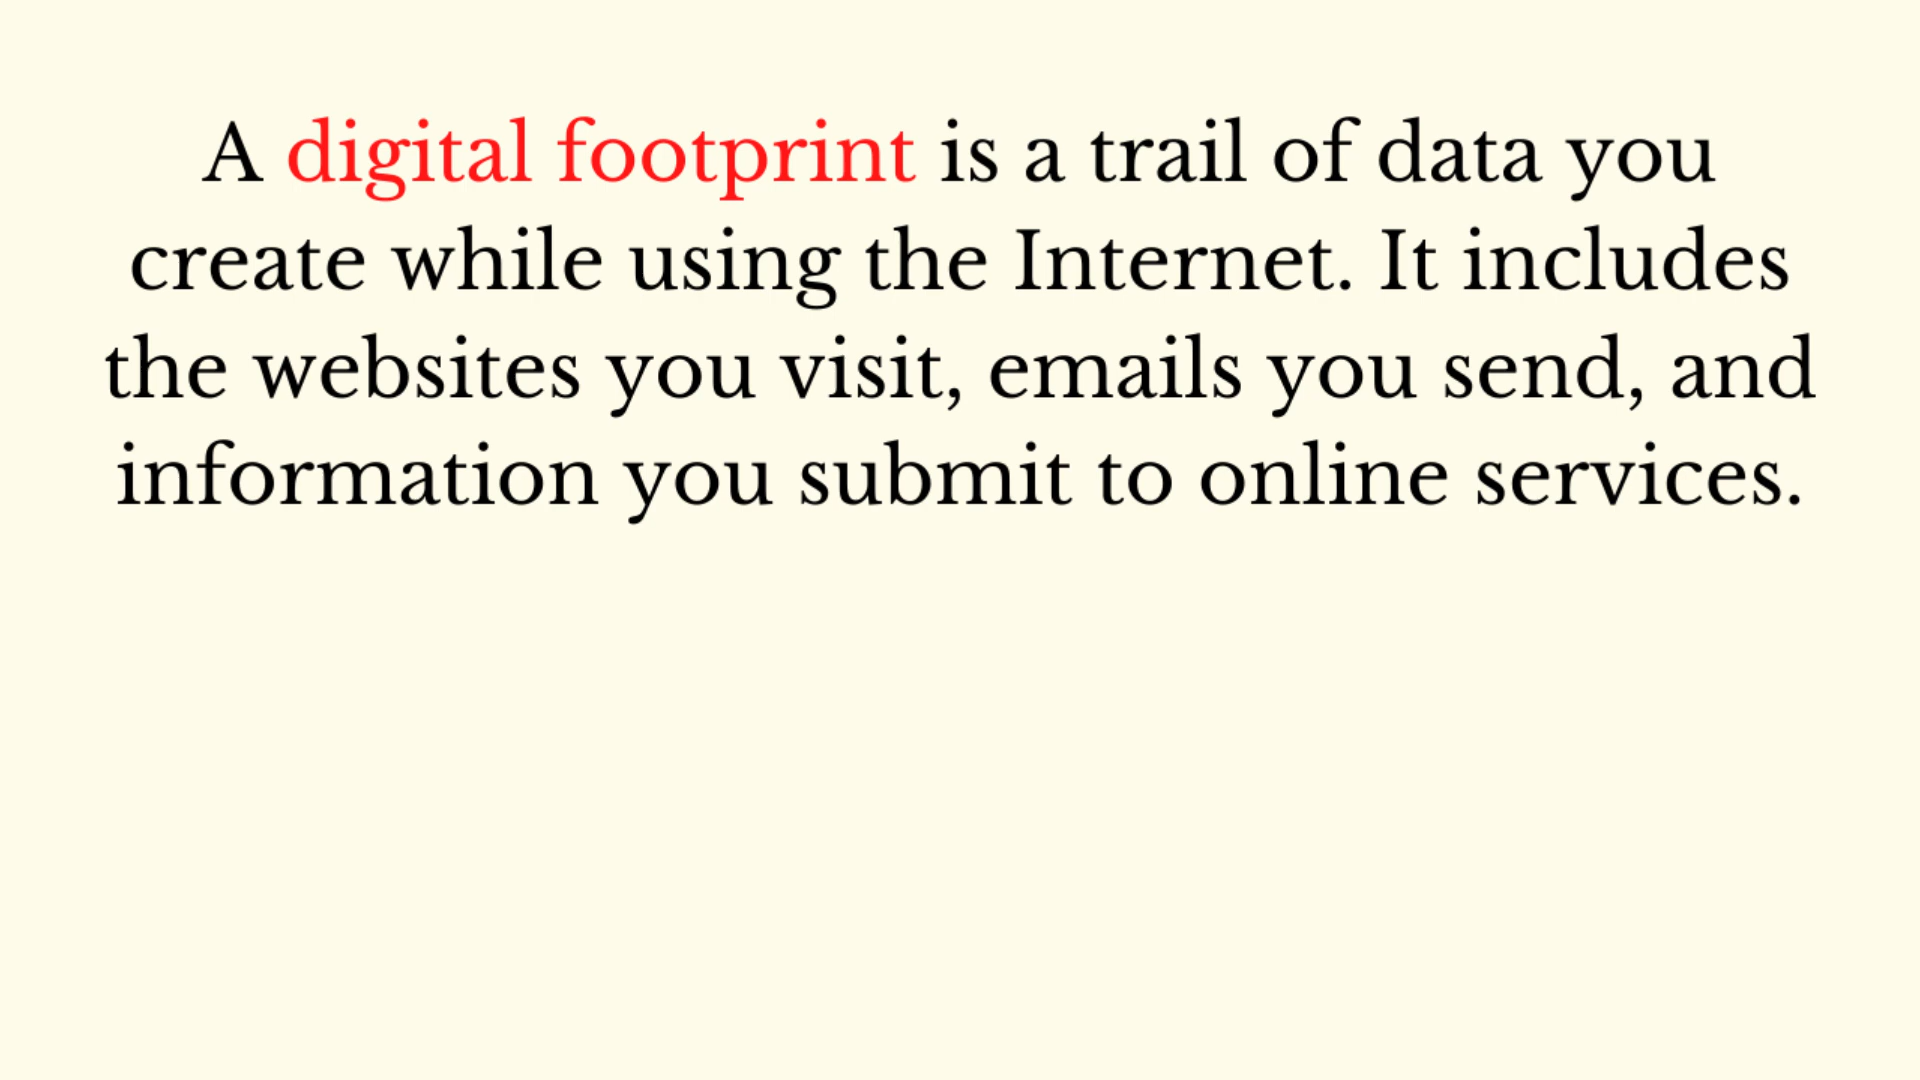 A digital footprint is a trail of data you
create while using the Internet. It includes
the websites you visit, emails you send, and
information you submit to online services.